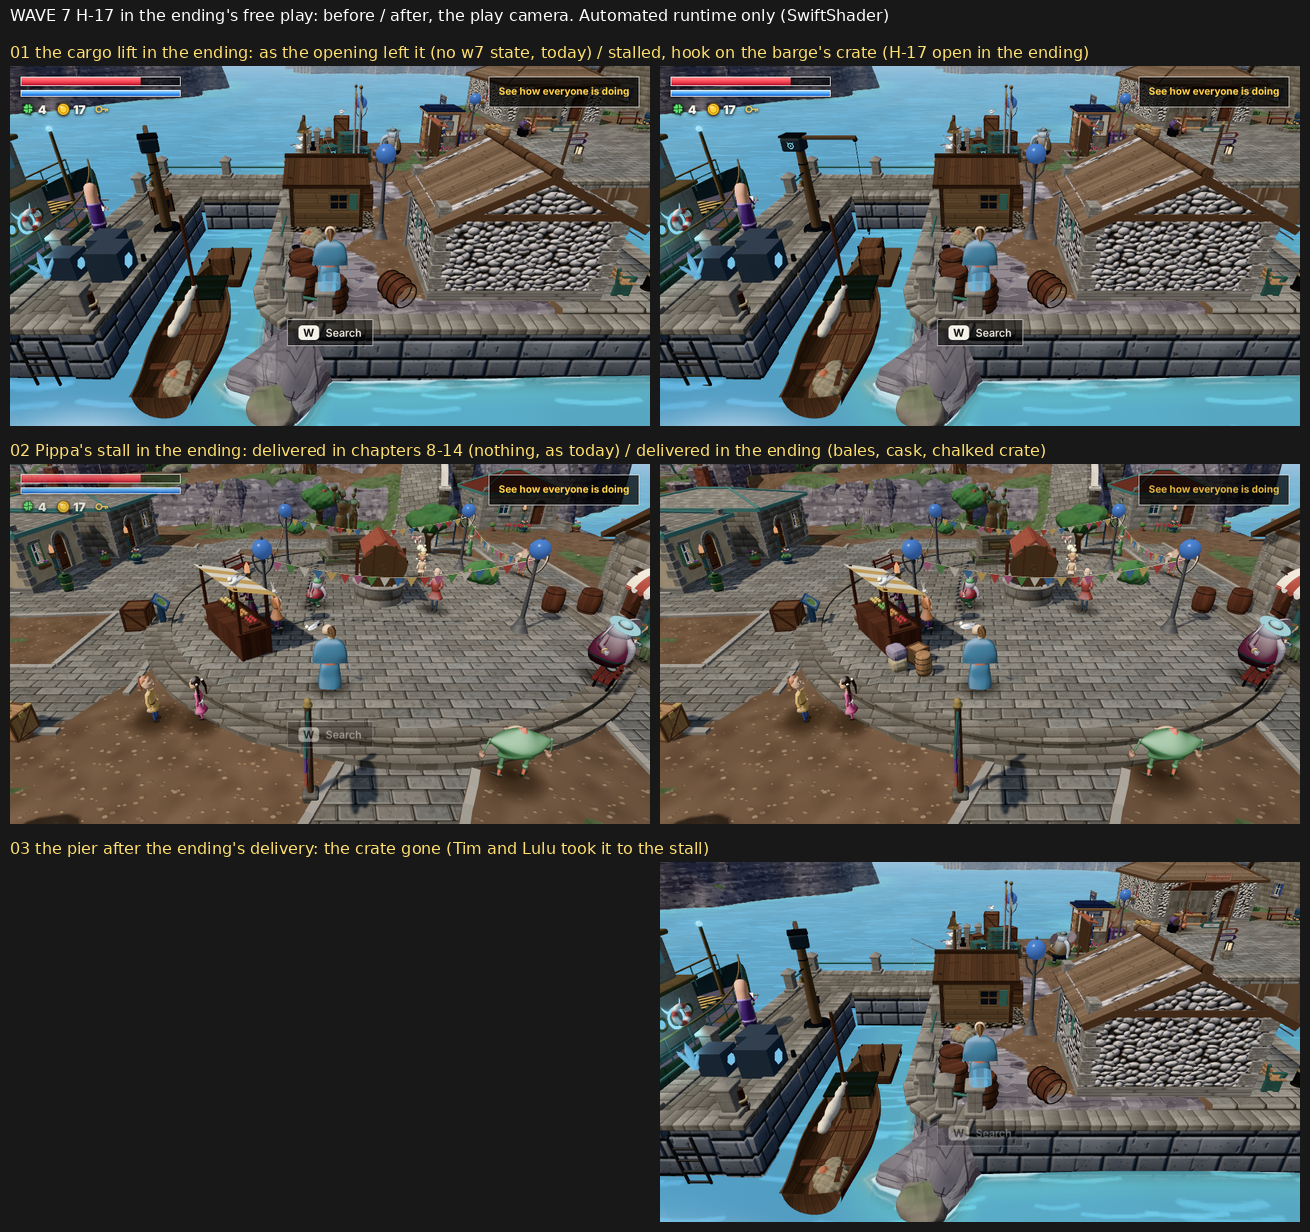 WAVE 7 H-17 in the ending's free play: before / after, the play camera. Automated runtime only (SwiftShader)
01 the cargo lift in the ending: as the opening left it (no w7 state, today) / stalled, hook on the barge's crate (H-17 open in the ending)
4 17
See how everyone is doing
W Search
4 17
See how everyone is doing
W Search
02 Pippa's stall in the ending: delivered in chapters 8-14 (nothing, as today) / delivered in the ending (bales, cask, chalked crate)
4 17
See how everyone is doing
W Search
See how everyone is doing
03 the pier after the ending's delivery: the crate gone (Tim and Lulu took it to the stall)
W Search